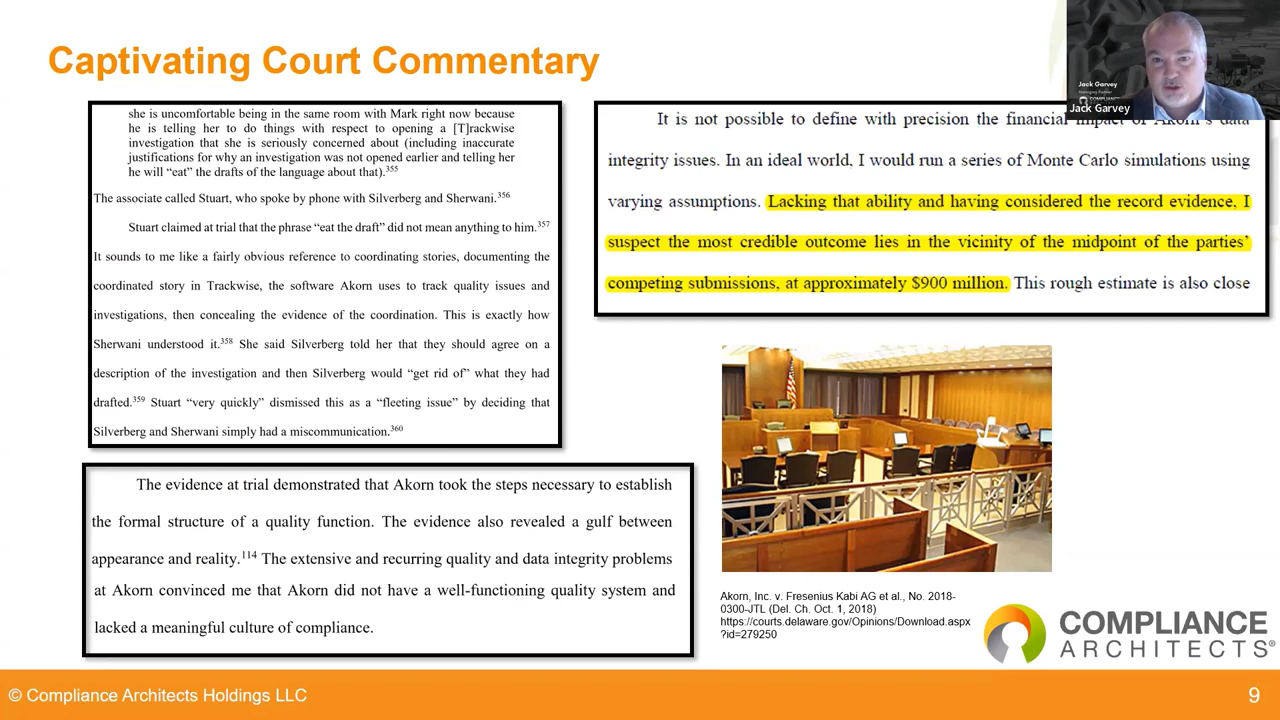 Captivating Court Commentary
she is uncomfortable being in the same room with Mark right now because
he is telling her to do things with respect to opening a [T]rackwise
investigation that she is seriously concerned about (including inaccurate
justifications for why an investigation was not opened earlier and telling her
he will “eat” the drafts of the language about that).355
The associate called Stuart, who spoke by phone with Silverberg and Sherwani.356
Stuart claimed at trial that the phrase “eat the draft” did not mean anything to him.357
It sounds to me like a fairly obvious reference to coordinating stories, documenting the
coordinated story in Trackwise, the software Akorn uses to track quality issues and
investigations, then concealing the evidence of the coordination. This is exactly how
Sherwani understood it.358 She said Silverberg told her that they should agree on a
description of the investigation and then Silverberg would “get rid of” what they had
drafted.359 Stuart “very quickly” dismissed this as a “fleeting issue” by deciding that
Silverberg and Sherwani simply had a miscommunication.360
The evidence at trial demonstrated that Akorn took the steps necessary to establish
the formal structure of a quality function. The evidence also revealed a gulf between
appearance and reality.114 The extensive and recurring quality and data integrity problems
at Akorn convinced me that Akorn did not have a well-functioning quality system and
lacked a meaningful culture of compliance.
It is not possible to define with precision the financial impact of Akorn's data
integrity issues. In an ideal world, I would run a series of Monte Carlo simulations using
varying assumptions. Lacking that ability and having considered the record evidence, I
suspect the most credible outcome lies in the vicinity of the midpoint of the parties’
competing submissions, at approximately $900 million. This rough estimate is also close
Jack Garvey
Managing Partner
COMPLIANCE
Jack Garvey
Akorn, Inc. v. Fresenius Kabi AG et al., No. 2018-
0300-JTL (Del. Ch. Oct. 1, 2018)
https://courts.delaware.gov/Opinions/Download.aspx
?id=279250
COMPLIANCE
ARCHITECTS®
© Compliance Architects Holdings LLC
9